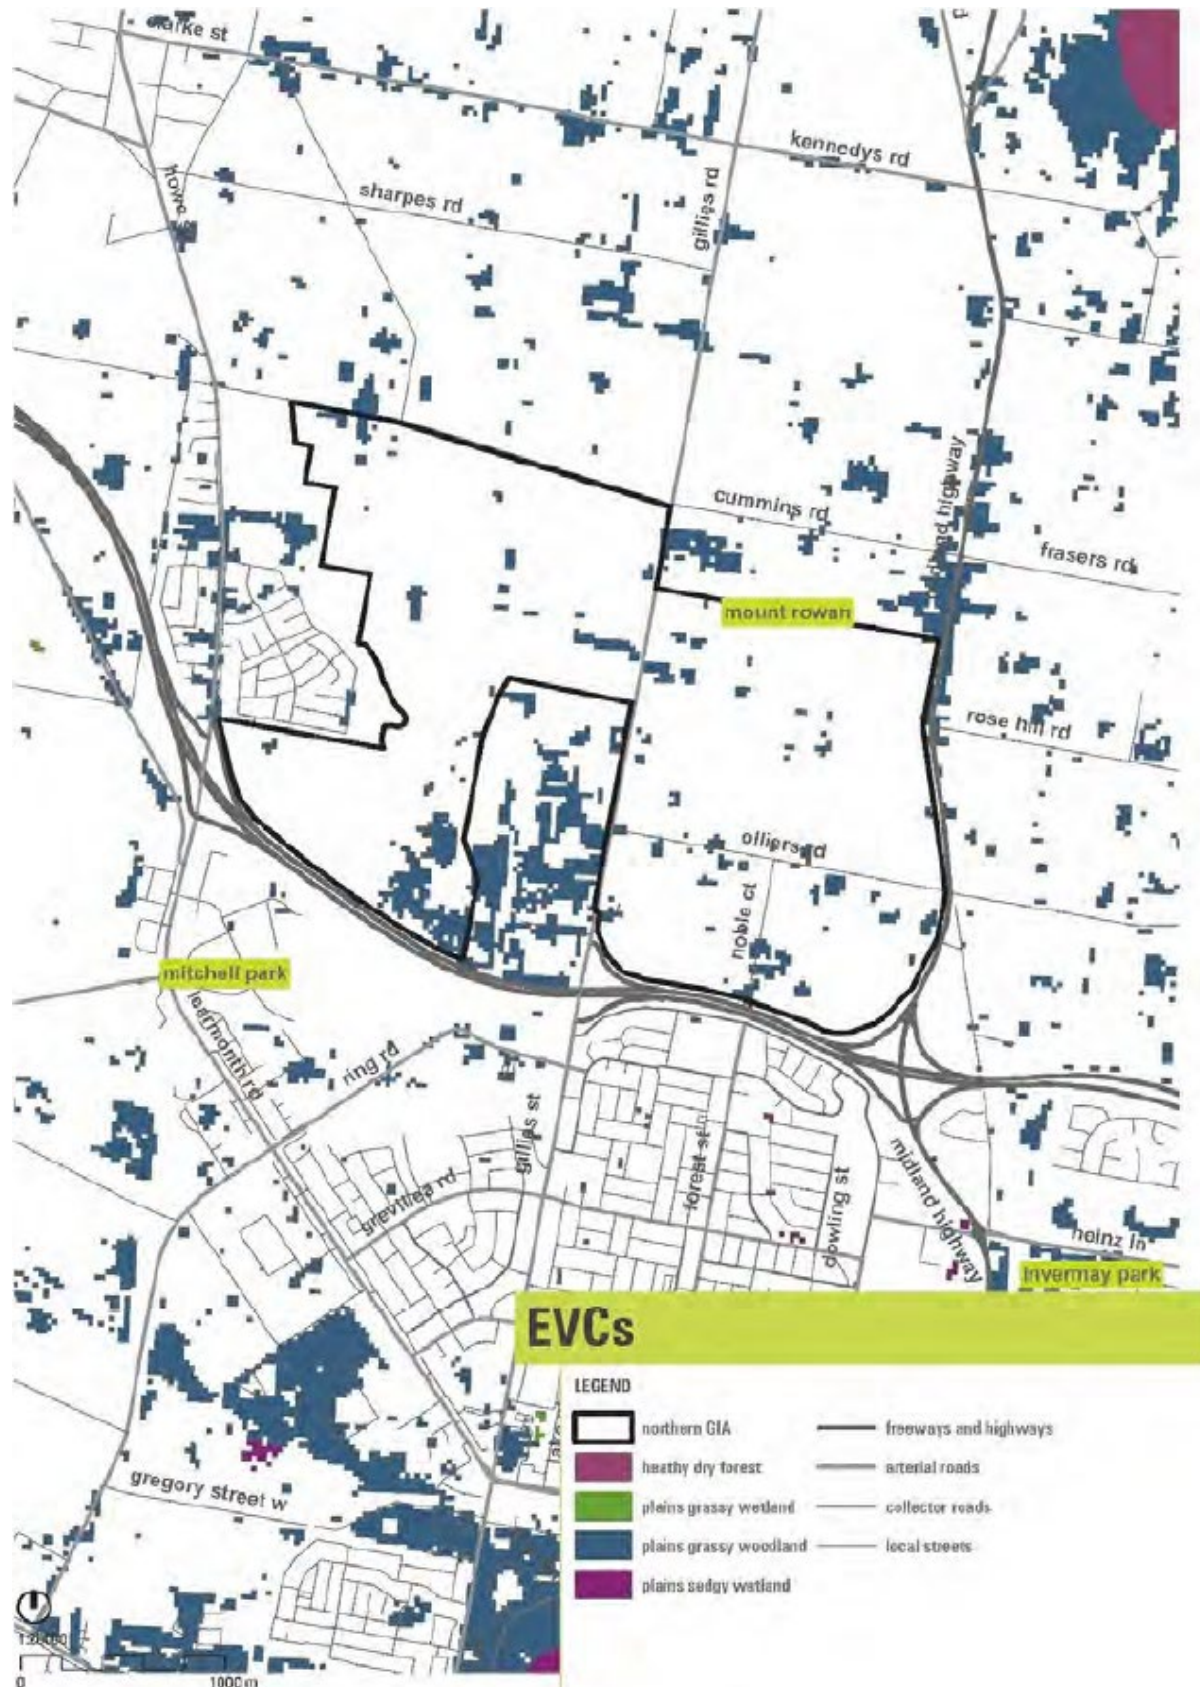 clarke st
kennedys rd
sharpes rd
gillies rd
cummins rd
frasers rd
mount rowan
rose hill rd
olliers rd
noble ct
mitchell park
learmonth rd
ring rd
gillies st
forest st
grevillea rd
dowling st
midland highway
heinz ln
invermay park
EVCs
LEGEND
northern GIA
freeways and highways
heathy dry forest
arterial roads
plains grassy wetland
collector roads
plains grassy woodland
local streets
plains sedgy wetland
gregory street w
0
1000m